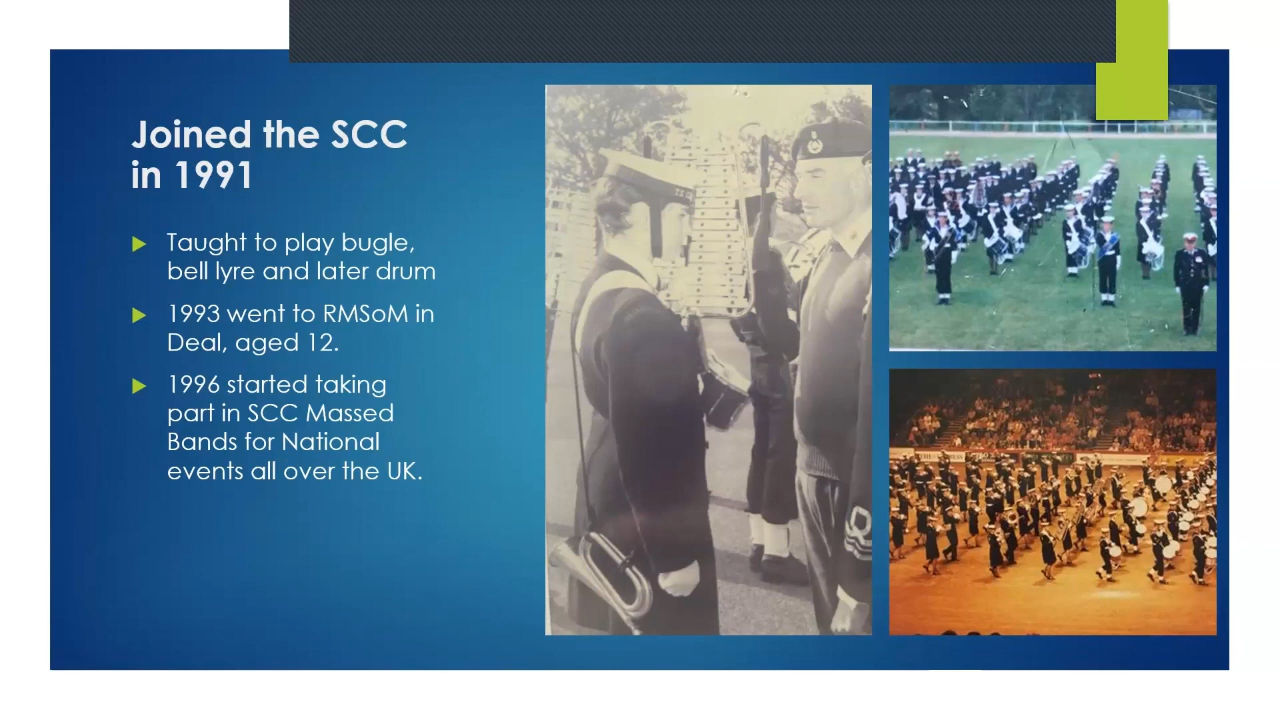 Joined the SCC
in 1991
Taught to play bugle,
bell lyre and later drum
1993 went to RMSoM in
Deal, aged 12.
1996 started taking
part in SCC Massed
Bands for National
events all over the UK.